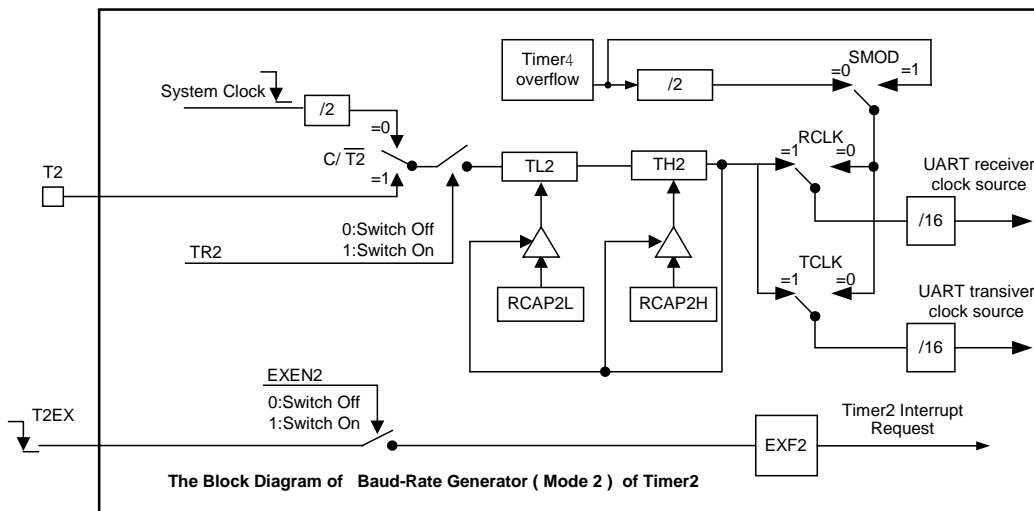 Timer4
overflow
/2
SMOD
=0
=1
System Clock
/2
=0
C/T2
=1
T2
TL2
TH2
RCLK
=1
=0
UART receiver
clock source
/16
0:Switch Off
1:Switch On
TR2
RCAP2L
RCAP2H
TCLK
=1
=0
UART transiver
clock source
/16
EXEN2
0:Switch Off
1:Switch On
T2EX
EXF2
Timer2 Interrupt
Request
The Block Diagram of Baud-Rate Generator ( Mode 2 ) of Timer2